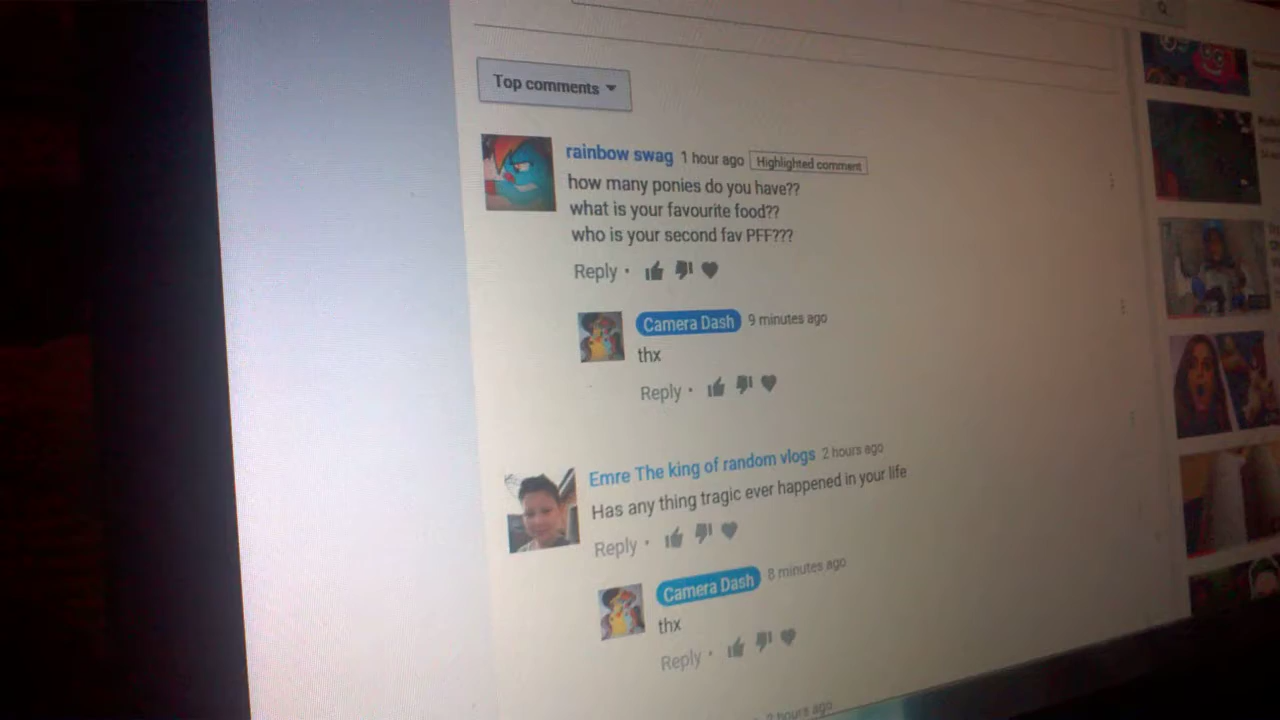 Top comments
rainbow swag 1 hour ago Highlighted comment
how many ponies do you have??
what is your favourite food??
who is your second fav PFF???
Reply •
Camera Dash 9 minutes ago
thx
Reply •
Emre The king of random vlogs 2 hours ago
Has any thing tragic ever happened in your life
Reply •
Camera Dash 8 minutes ago
thx
Reply •
2 hours ago